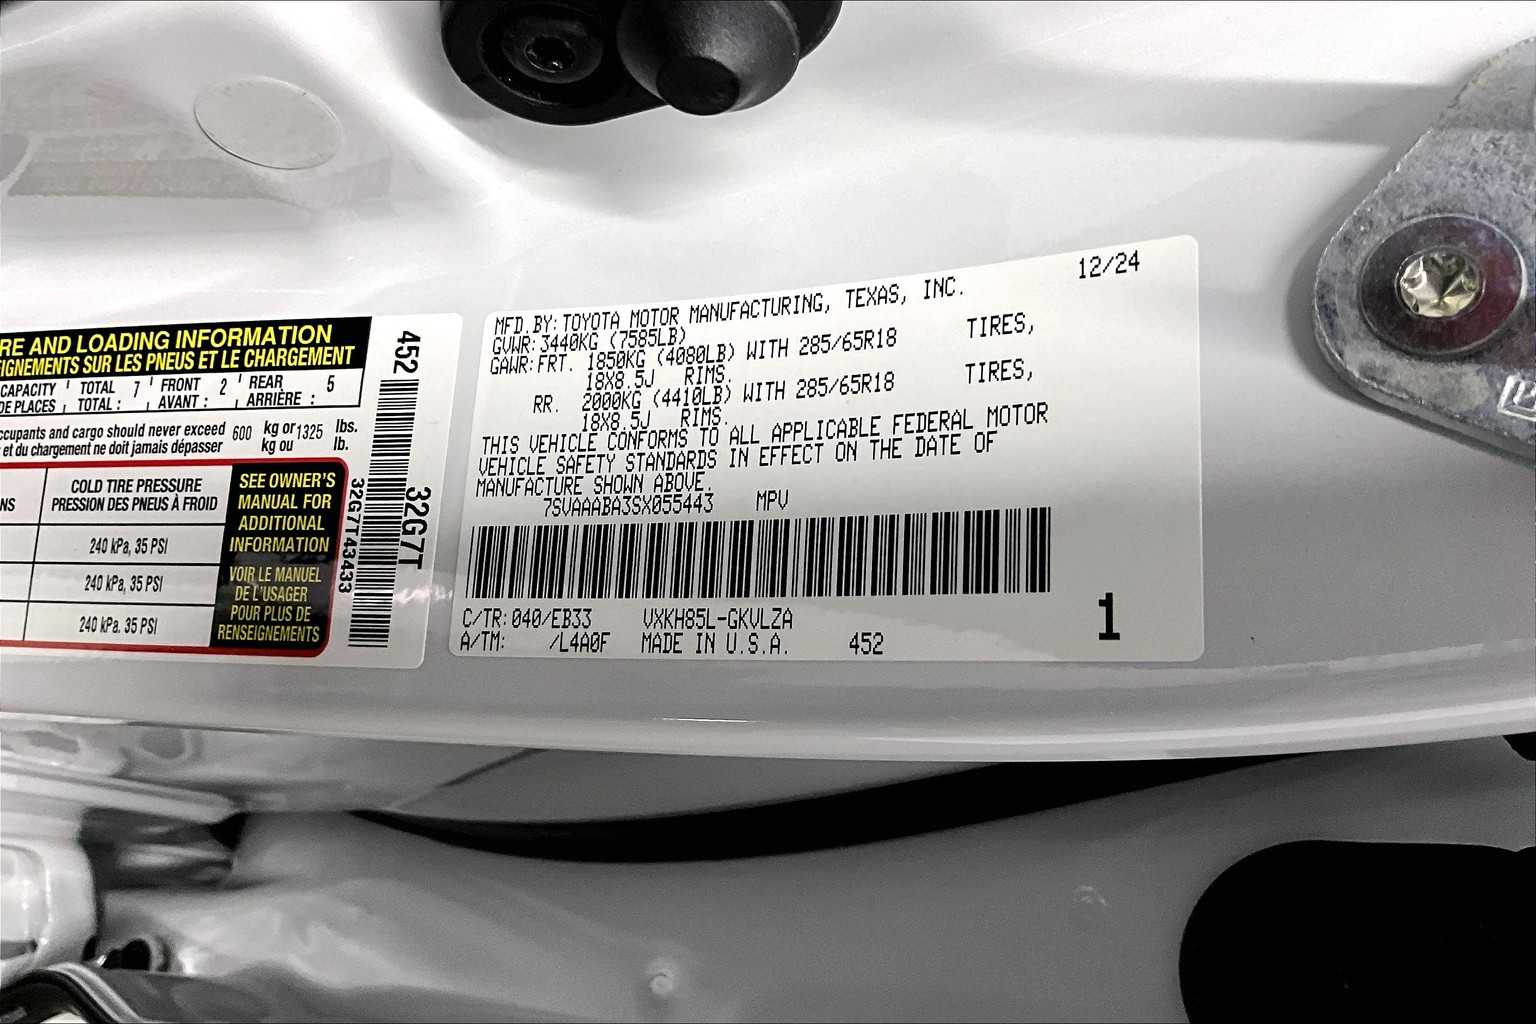 RE AND LOADING INFORMATION
IGNEMENTS SUR LES PNEUS ET LE CHARGEMENT
CAPACITY TOTAL 7 FRONT 2 REAR 5
DE PLACES TOTAL : AVANT : ARRIÈRE :
ccupants and cargo should never exceed 600 kg or 1325 lbs.
et du chargement ne doit jamais dépasser kg ou lb.
NS
COLD TIRE PRESSURE
PRESSION DES PNEUS À FROID
240 kPa, 35 PSI
240 kPa, 35 PSI
240 kPa. 35 PSI
SEE OWNER'S
MANUAL FOR
ADDITIONAL
INFORMATION
VOIR LE MANUEL
DE L'USAGER
POUR PLUS DE
RENSEIGNEMENTS
452
32G7T43433
32G7T
12/24
MFD.BY:TOYOTA MOTOR MANUFACTURING, TEXAS, INC.
GVWR:3440KG (7585LB)
GAWR:FRT. 1850KG (4080LB) WITH 285/65R18 TIRES,
18X8.5J RIMS.
RR. 2000KG (4410LB) WITH 285/65R18 TIRES,
18X8.5J RIMS.
THIS VEHICLE CONFORMS TO ALL APPLICABLE FEDERAL MOTOR
VEHICLE SAFETY STANDARDS IN EFFECT ON THE DATE OF
MANUFACTURE SHOWN ABOVE.
7SVAAABA3SX055443 MPV
C/TR:040/EB33 VXKH85L-GKVLZA
A/TM: /L4A0F MADE IN U.S.A. 452
1